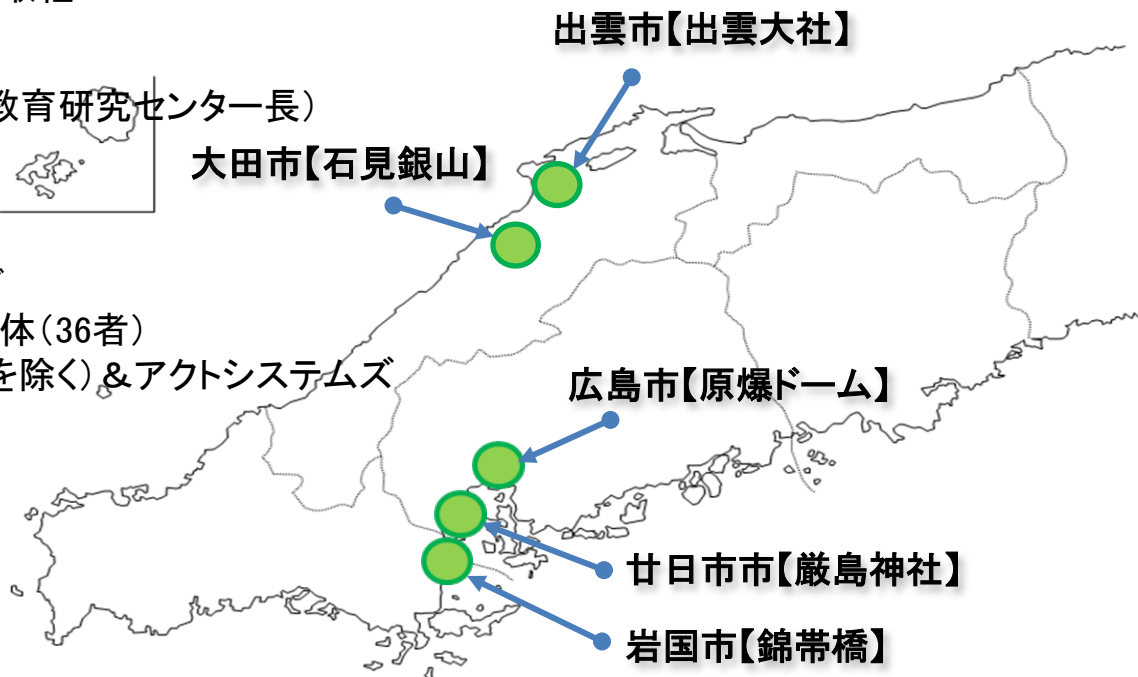 出雲市【出雲大社】
教育研究センター長）
大田市【石見銀山】
体（36者）
を除く）＆アクトシステムズ
広島市【原爆ドーム】
廿日市市【厳島神社】
岩国市【錦帯橋】